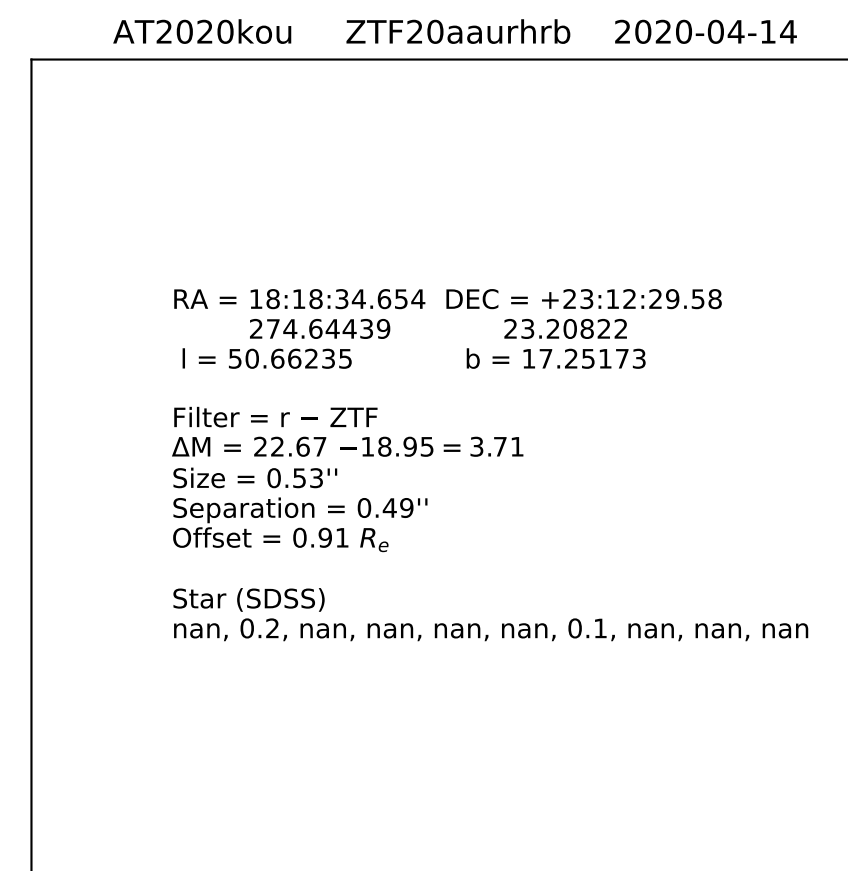 AT2020kou ZTF20aaurhrb 2020-04-14
RA = 18:18:34.654 DEC = +23:12:29.58
274.64439 23.20822
l = 50.66235 b = 17.25173
Filter = r − ZTF
ΔM = 22.67 −18.95 = 3.71
Size = 0.53''
Separation = 0.49''
Offset = 0.91 Rₑ
Star (SDSS)
nan, 0.2, nan, nan, nan, nan, 0.1, nan, nan, nan